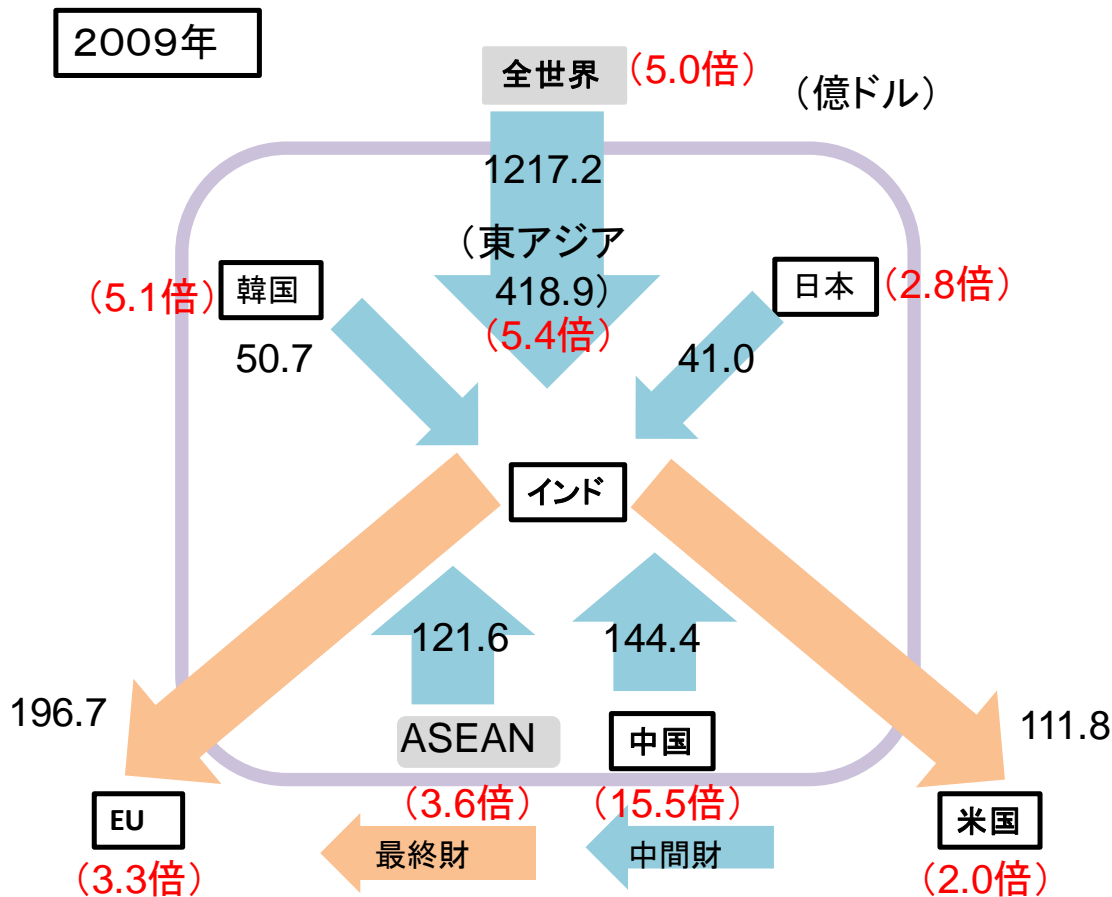 2009年
全世界
（5.0倍）
（億ドル）
1217.2
（東アジア
418.9）
（5.4倍）
（5.1倍）
韓国
50.7
日本
（2.8倍）
41.0
インド
121.6
144.4
196.7
111.8
ASEAN
中国
（3.6倍）
（15.5倍）
EU
（3.3倍）
米国
（2.0倍）
最終財
中間財